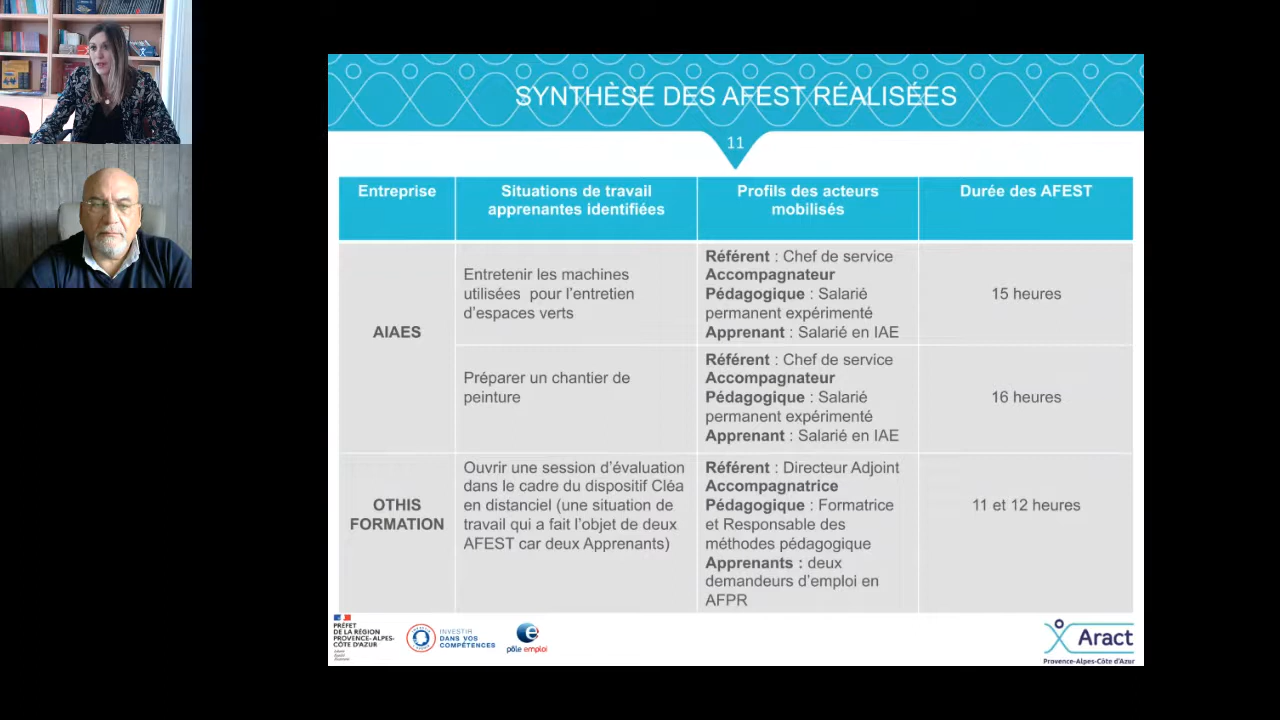 SYNTHÈSE DES AFEST RÉALISÉES
11
Entreprise
Situations de travail
apprenantes identifiées
Profils des acteurs
mobilisés
Durée des AFEST
AIAES
Entretenir les machines
utilisées pour l'entretien
d'espaces verts
Référent : Chef de service
Accompagnateur
Pédagogique : Salarié
permanent expérimenté
Apprenant : Salarié en IAE
15 heures
Préparer un chantier de
peinture
Référent : Chef de service
Accompagnateur
Pédagogique : Salarié
permanent expérimenté
Apprenant : Salarié en IAE
16 heures
OTHIS
FORMATION
Ouvrir une session d'évaluation
dans le cadre du dispositif Cléa
en distanciel (une situation de
travail qui a fait l'objet de deux
AFEST car deux Apprenants)
Référent : Directeur Adjoint
Accompagnatrice
Pédagogique : Formatrice
et Responsable des
méthodes pédagogique
Apprenants : deux
demandeurs d'emploi en
AFPR
11 et 12 heures
PRÉFET
DE LA RÉGION
PROVENCE-ALPES-
CÔTE D'AZUR
INVESTIR
DANS VOS
COMPÉTENCES
pôle emploi
Aract
Provence-Alpes-Côte d'Azur